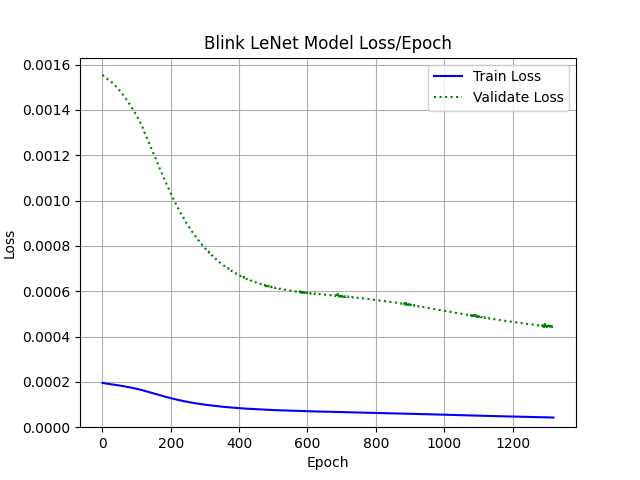 Blink LeNet Model Loss/Epoch
Train Loss
Validate Loss
0.0016
0.0014
0.0012
0.0010
0.0008
0.0006
0.0004
0.0002
0.0000
Loss
0 200 400 600 800 1000 1200
Epoch